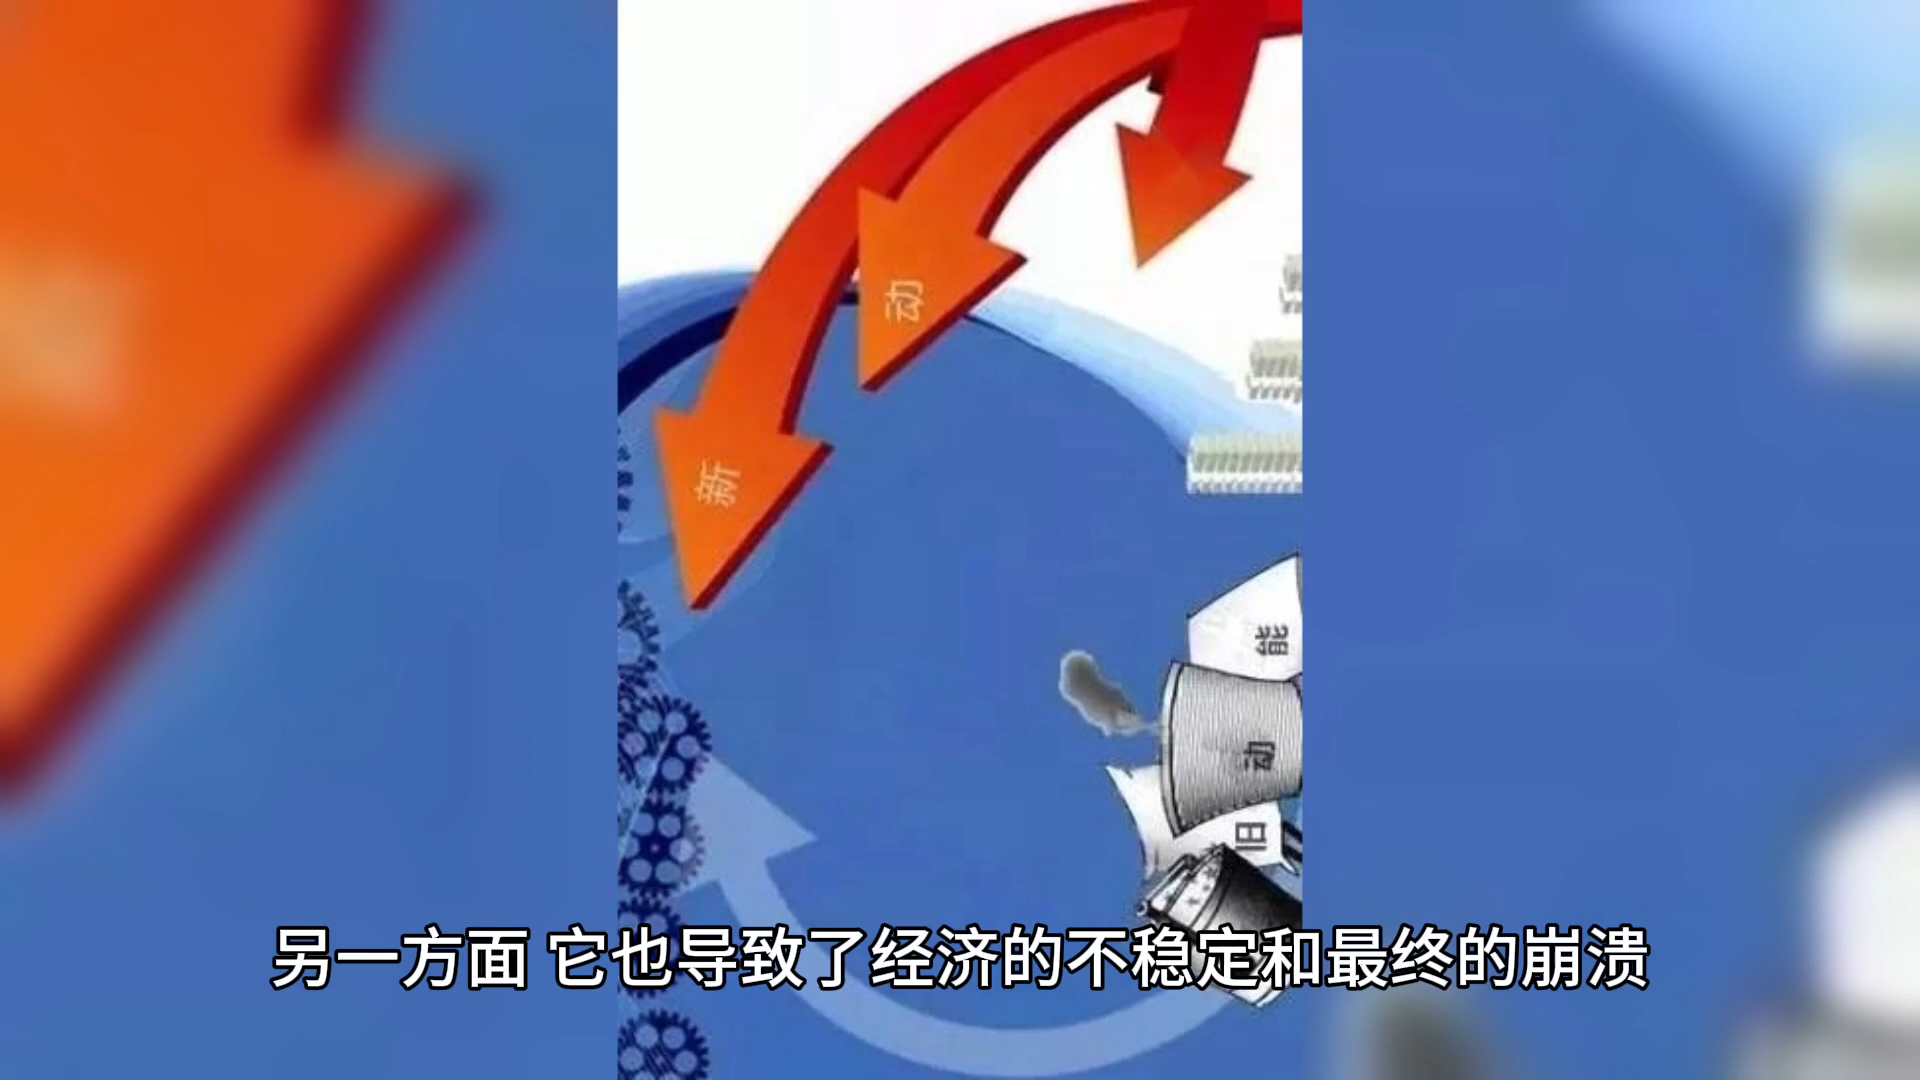 动
新
能
动
旧
另一方面 它也导致了经济的不稳定和最终的崩溃